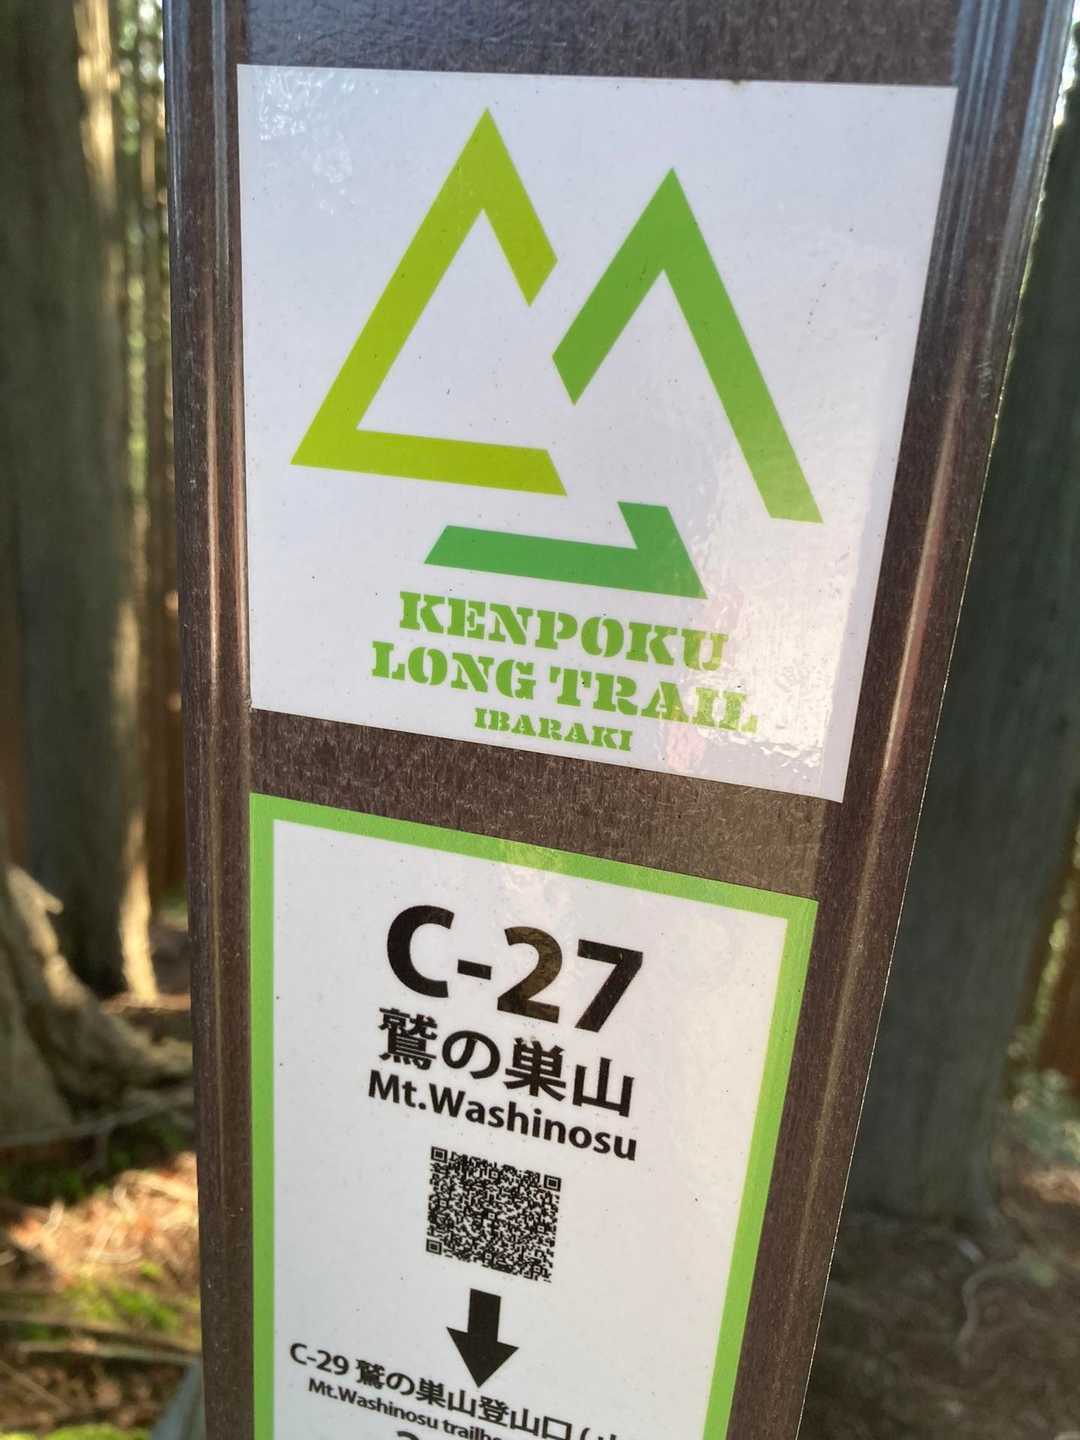 KENPOKU
LONG TRAIL
IBARAKI
C-27
鷲の巣山
Mt.Washinosu
C-29 鷲の巣山登山口
Mt.Washinosu